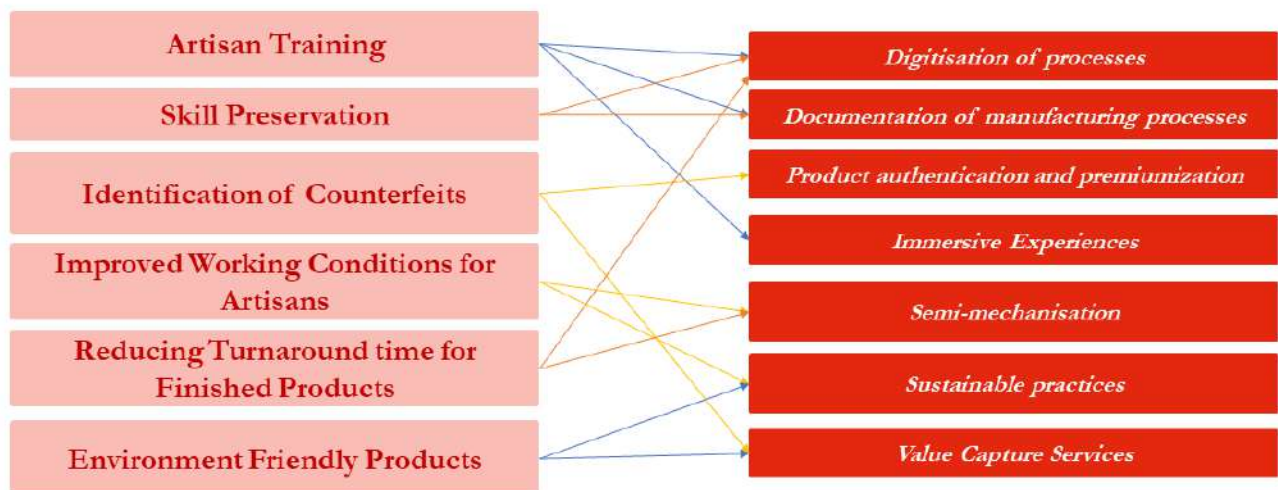 Artisan Training
Skill Preservation
Identification of Counterfeits
Improved Working Conditions for
Artisans
Reducing Turnaround time for
Finished Products
Environment Friendly Products
Digitisation of processes
Documentation of manufacturing processes
Product authentication and premiumization
Immersive Experiences
Semi-mechanisation
Sustainable practices
Value Capture Services